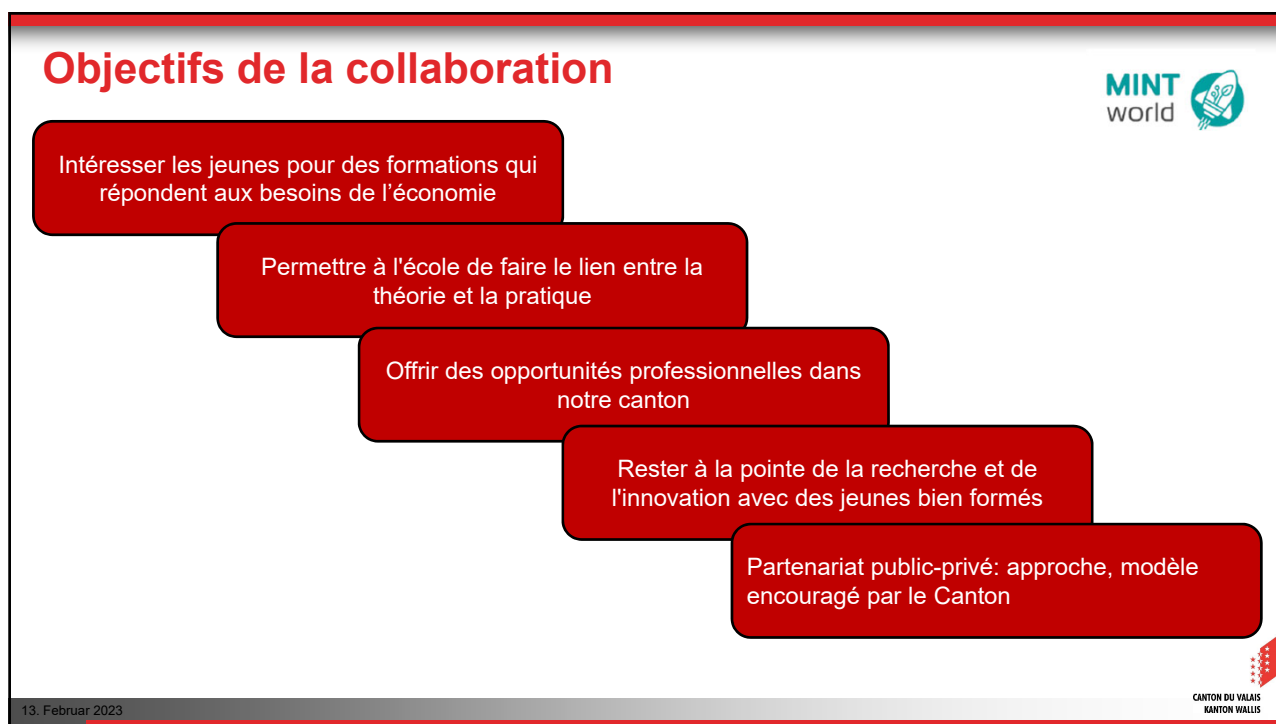 Objectifs de la collaboration
MINT
world
Intéresser les jeunes pour des formations qui
répondent aux besoins de l’économie
Permettre à l'école de faire le lien entre la
théorie et la pratique
Offrir des opportunités professionnelles dans
notre canton
Rester à la pointe de la recherche et de
l'innovation avec des jeunes bien formés
Partenariat public-privé: approche, modèle
encouragé par le Canton
CANTON DU VALAIS
KANTON WALLIS
13. Februar 2023